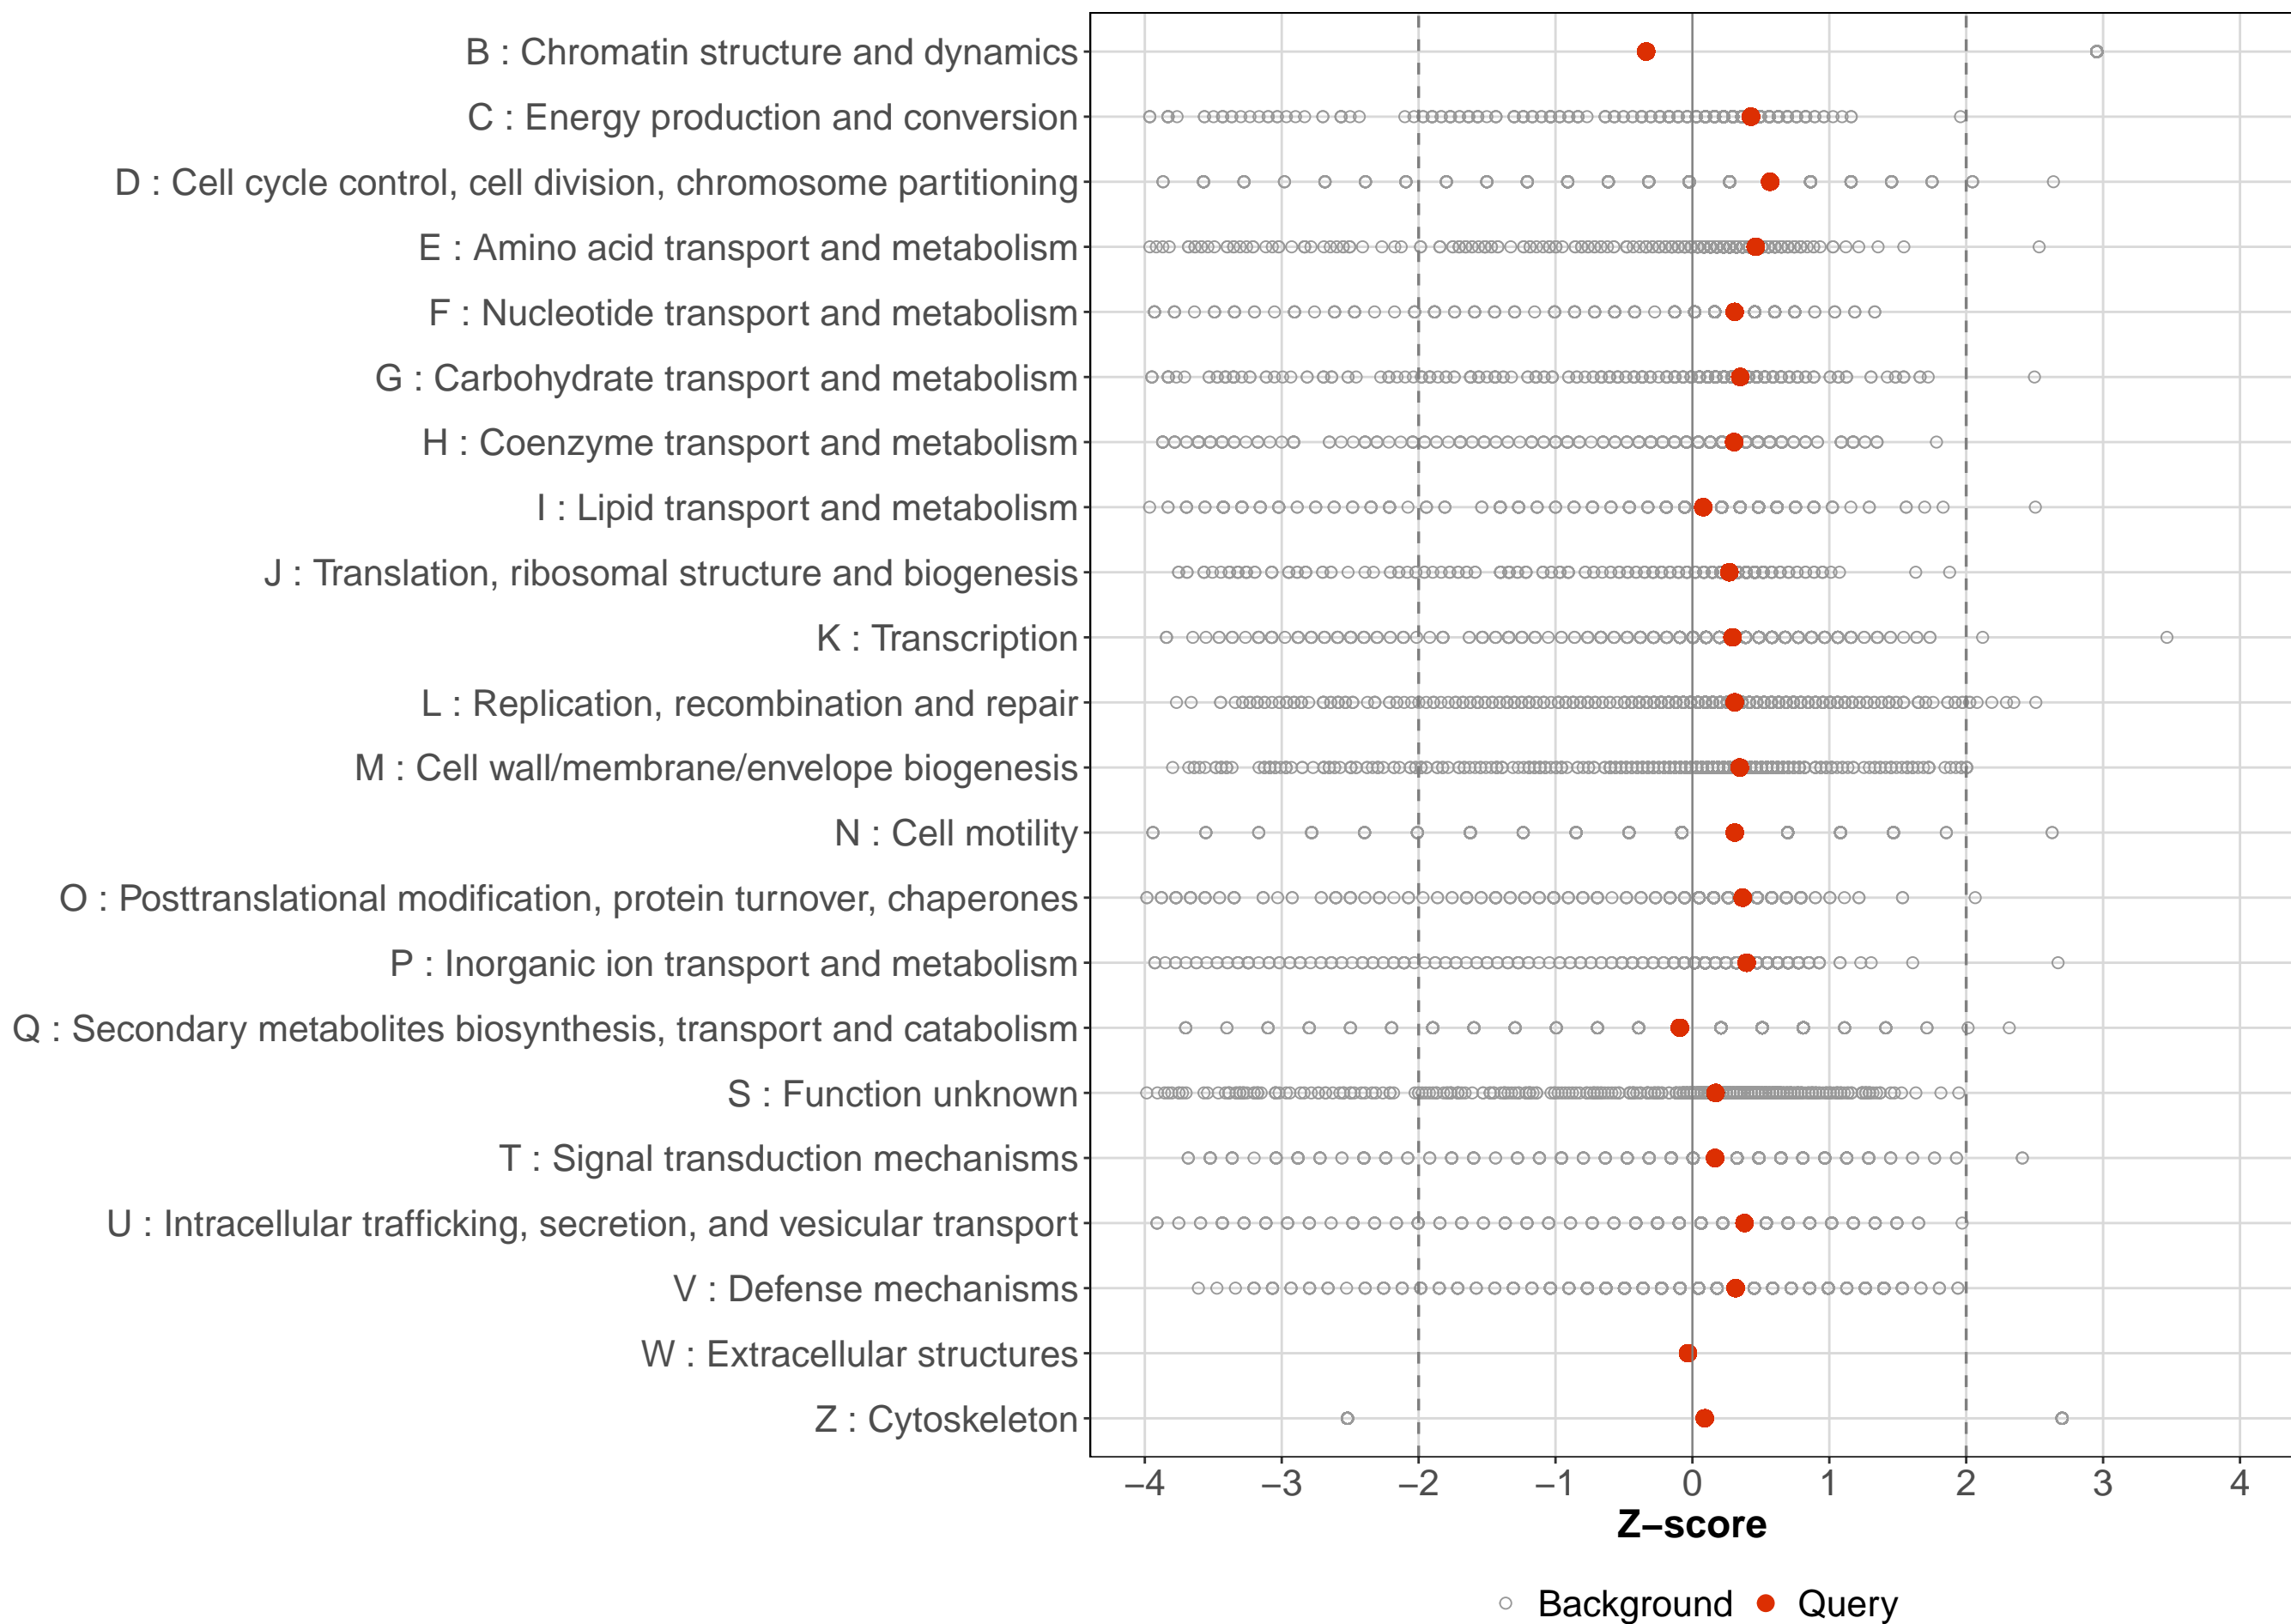 B : Chromatin structure and dynamics
C : Energy production and conversion
D : Cell cycle control, cell division, chromosome partitioning
E : Amino acid transport and metabolism
F : Nucleotide transport and metabolism
G : Carbohydrate transport and metabolism
H : Coenzyme transport and metabolism
I : Lipid transport and metabolism
J : Translation, ribosomal structure and biogenesis
K : Transcription
L : Replication, recombination and repair
M : Cell wall/membrane/envelope biogenesis
N : Cell motility
O : Posttranslational modification, protein turnover, chaperones
P : Inorganic ion transport and metabolism
Q : Secondary metabolites biosynthesis, transport and catabolism
S : Function unknown
T : Signal transduction mechanisms
U : Intracellular trafficking, secretion, and vesicular transport
V : Defense mechanisms
W : Extracellular structures
Z : Cytoskeleton
−4 −3 −2 −1 0 1 2 3 4
Z−score
Background Query